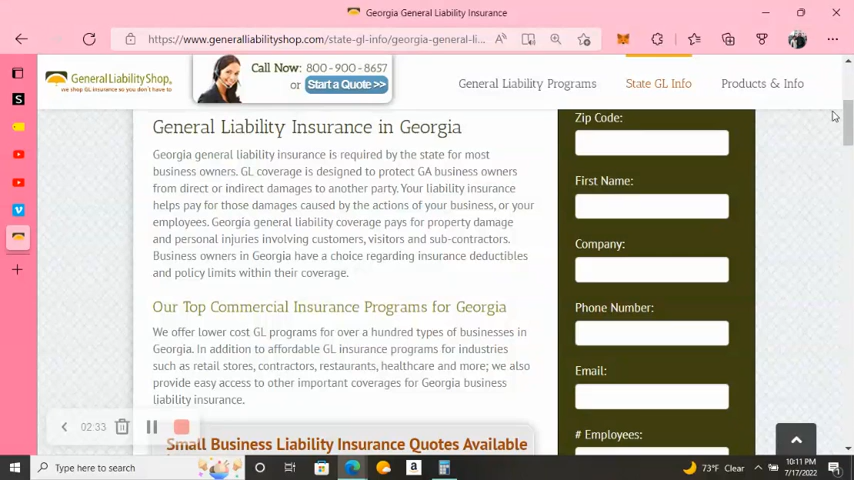 Georgia General Liability Insurance
https://www.generalliabilityshop.com/state-gl-info/georgia-general-li...
GeneralLiabilityShop.
we shop GL insurance so you don't have to
Call Now: 800-900-8657
or Start a Quote >>
General Liability Programs
State GL Info
Products & Info
General Liability Insurance in Georgia
Georgia general liability insurance is required by the state for most
business owners. GL coverage is designed to protect GA business owners
from direct or indirect damages to another party. Your liability insurance
helps pay for those damages caused by the actions of your business, or your
employees. Georgia general liability coverage pays for property damage
and personal injuries involving customers, visitors and sub-contractors.
Business owners in Georgia have a choice regarding insurance deductibles
and policy limits within their coverage.
Our Top Commercial Insurance Programs for Georgia
We offer lower cost GL programs for over a hundred types of businesses in
Georgia. In addition to affordable GL insurance programs for industries
such as retail stores, contractors, restaurants, healthcare and more; we also
provide easy access to other important coverages for Georgia business
liability insurance.
Small Business Liability Insurance Quotes Available
Zip Code:
First Name:
Company:
Phone Number:
Email:
# Employees:
02:33
Type here to search
73°F Clear
10:11 PM
7/17/2022